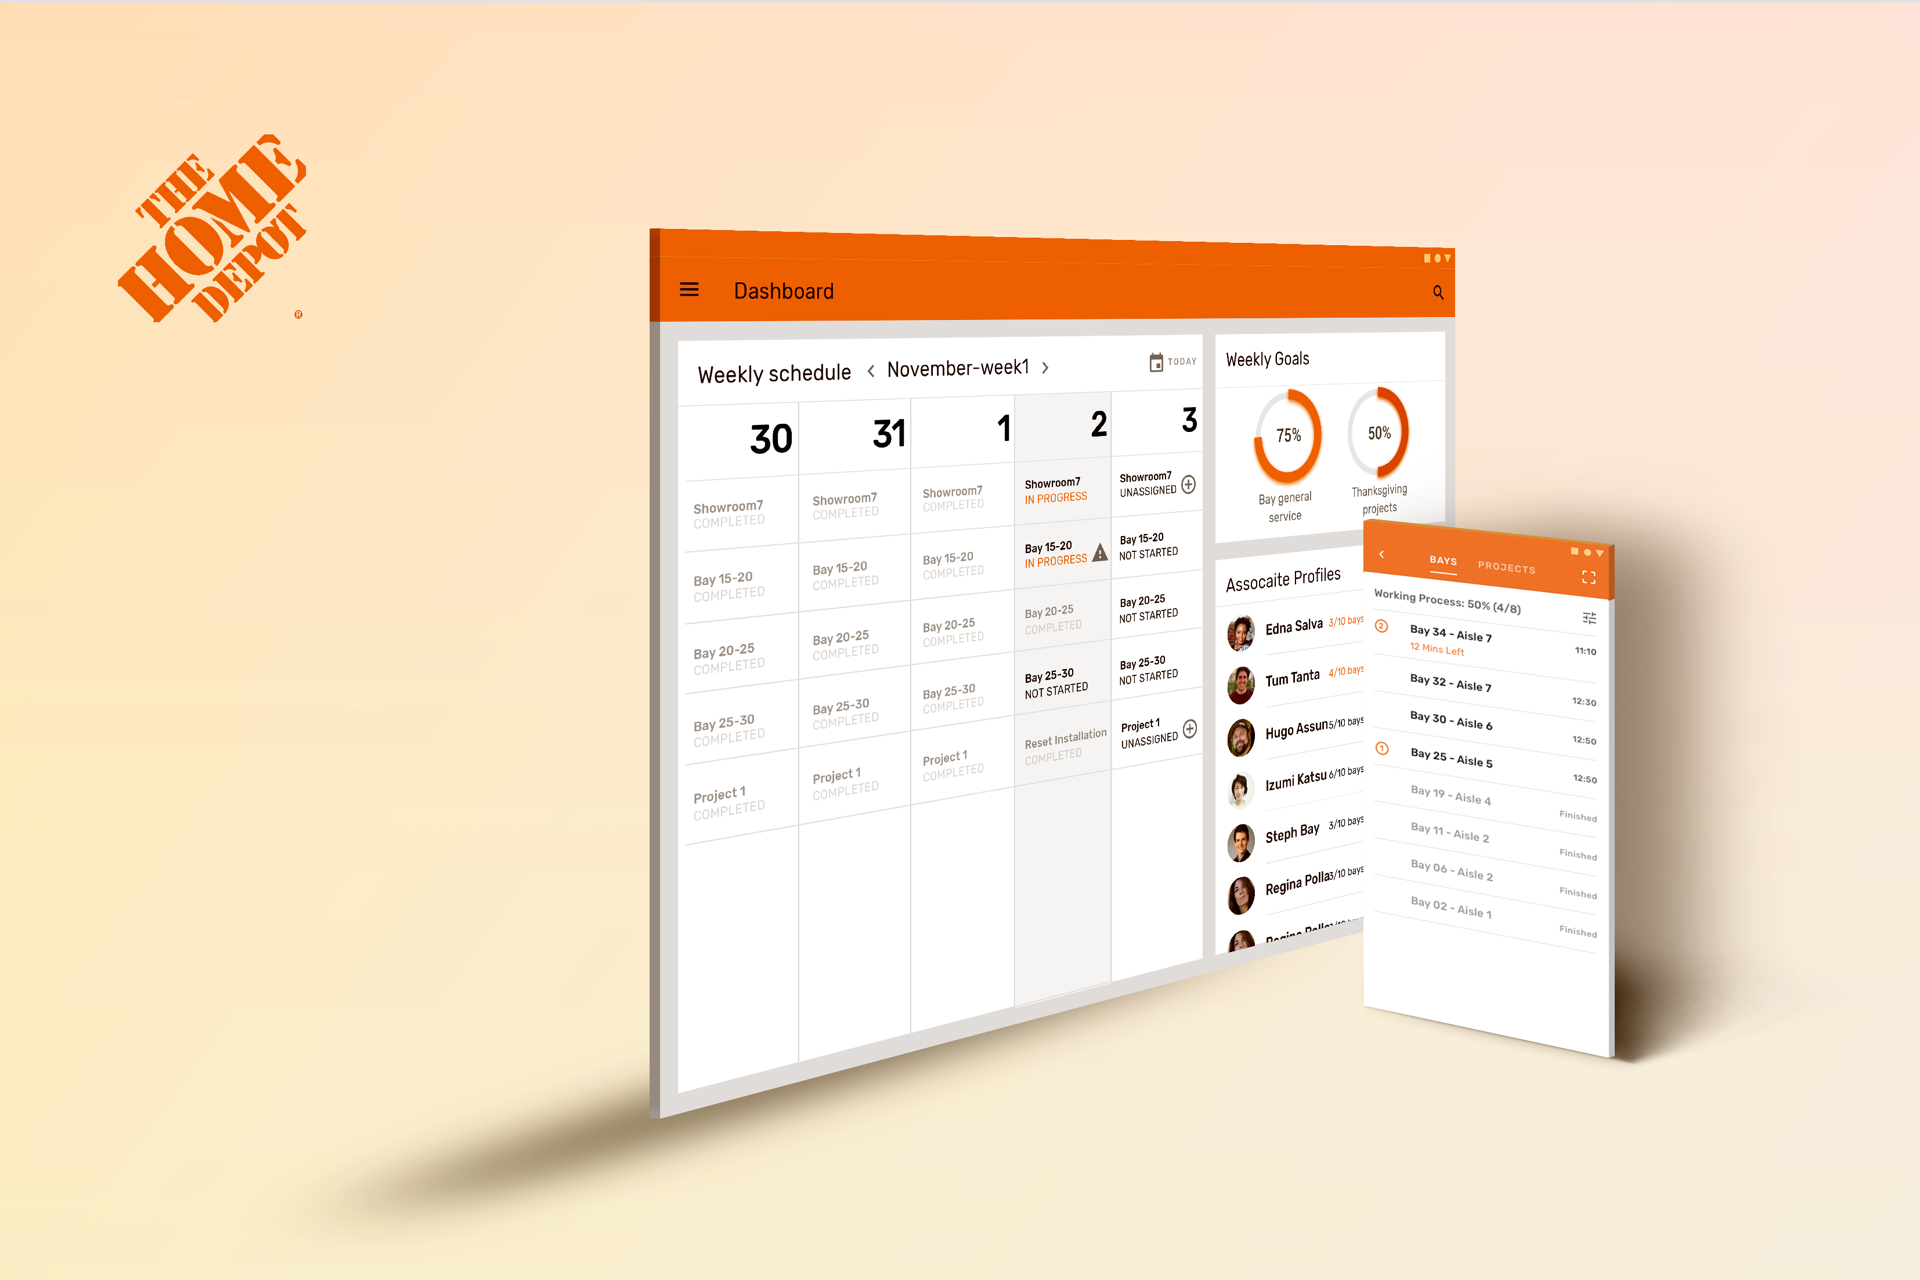 THE
HOME
DEPOT
®
Dashboard
Weekly schedule < November-week1 >
TODAY
30
31
1
2
3
Showroom7
COMPLETED
Showroom7
COMPLETED
Showroom7
COMPLETED
Showroom7
IN PROGRESS
Showroom7
UNASSIGNED
Bay 15-20
COMPLETED
Bay 15-20
COMPLETED
Bay 15-20
COMPLETED
Bay 15-20
IN PROGRESS
Bay 15-20
NOT STARTED
Bay 20-25
COMPLETED
Bay 20-25
COMPLETED
Bay 20-25
COMPLETED
Bay 20-25
COMPLETED
Bay 20-25
NOT STARTED
Bay 25-30
COMPLETED
Bay 25-30
COMPLETED
Bay 25-30
COMPLETED
Bay 25-30
NOT STARTED
Bay 25-30
NOT STARTED
Project 1
COMPLETED
Project 1
COMPLETED
Project 1
COMPLETED
Reset Installation
COMPLETED
Project 1
UNASSIGNED
Weekly Goals
75%
50%
Bay general
service
Thanksgiving
projects
Assocaite Profiles
Edna Salva 3/10 bays
Tum Tanta 4/10 bays
Hugo Assun 5/10 bays
Izumi Katsu 6/10 bays
Steph Bay 3/10 bays
Regina Polla 3/10 bays
BAYS PROJECTS
Working Process: 50% (4/8)
2 Bay 34 - Aisle 7 11:10
12 Mins Left
Bay 32 - Aisle 7 12:30
Bay 30 - Aisle 6 12:50
1 Bay 25 - Aisle 5 12:50
Bay 19 - Aisle 4 Finished
Bay 11 - Aisle 2 Finished
Bay 06 - Aisle 2 Finished
Bay 02 - Aisle 1 Finished